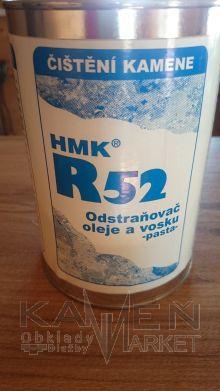 ČIŠTĚNÍ KAMENE
HMK®
R52
Odstraňovač
oleje a vosku
-pasta-
KAMEN
Obklady
Dlažby
MARKET